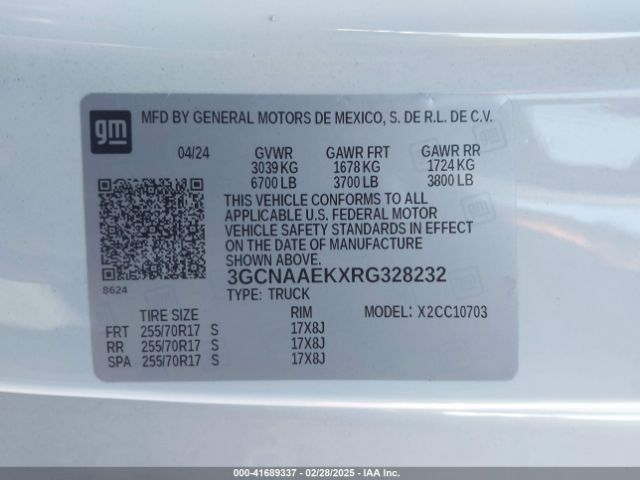 gm
MFD BY GENERAL MOTORS DE MEXICO, S. DE R.L. DE C.V.
04/24 GVWR GAWR FRT GAWR RR
3039 KG 1678 KG 1724 KG
6700 LB 3700 LB 3800 LB
THIS VEHICLE CONFORMS TO ALL
APPLICABLE U.S. FEDERAL MOTOR
VEHICLE SAFETY STANDARDS IN EFFECT
ON THE DATE OF MANUFACTURE
SHOWN ABOVE.
8624
3GCNAAEKXRG328232
TYPE: TRUCK
TIRE SIZE RIM MODEL: X2CC10703
FRT 255/70R17 S 17X8J
RR 255/70R17 S 17X8J
SPA 255/70R17 S 17X8J
000-41689337 - 02/28/2025 - IAAI.COM